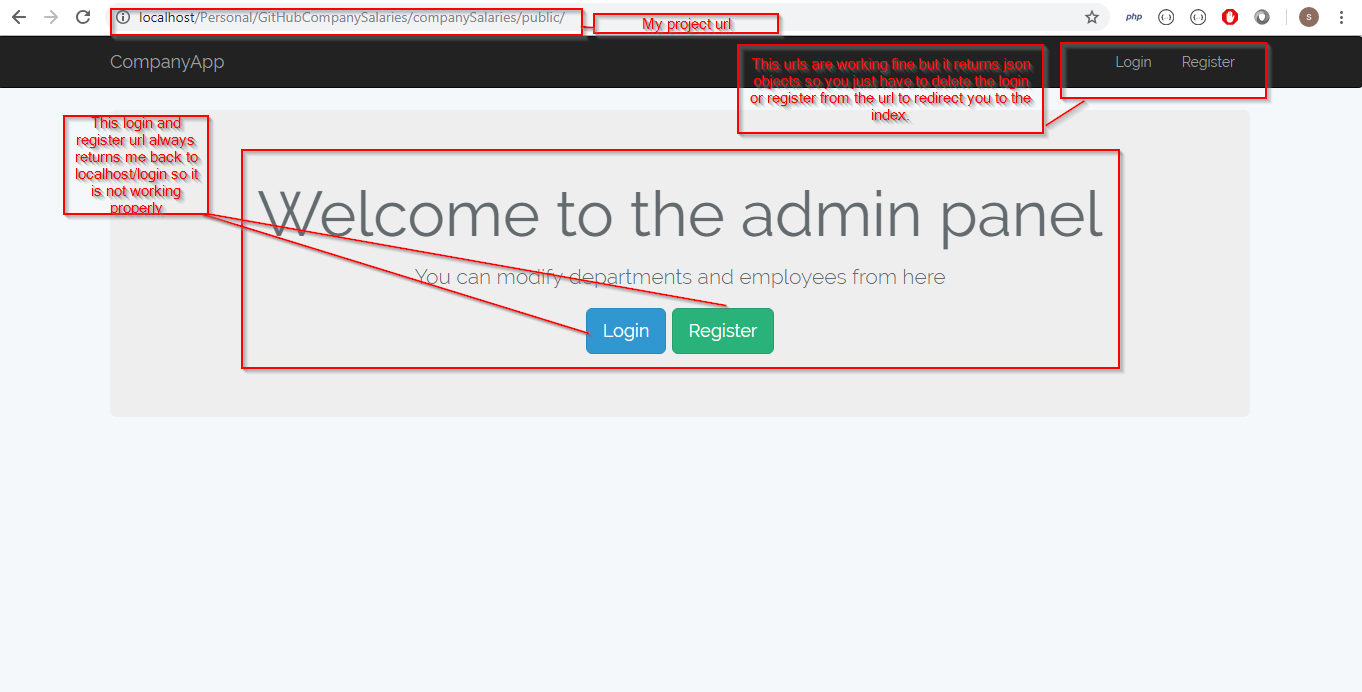 localhost/Personal/GitHubCompanySalaries/companySalaries/public/
My project url
php
s
CompanyApp
Login
Register
This urls are working fine but it returns json
objects so you just have to delete the login
or register from the url to redirect you to the
index.
This login and
register url always
returns me back to
localhost/login so it
is not working
properly
Welcome to the admin panel
You can modify departments and employees from here
Login
Register